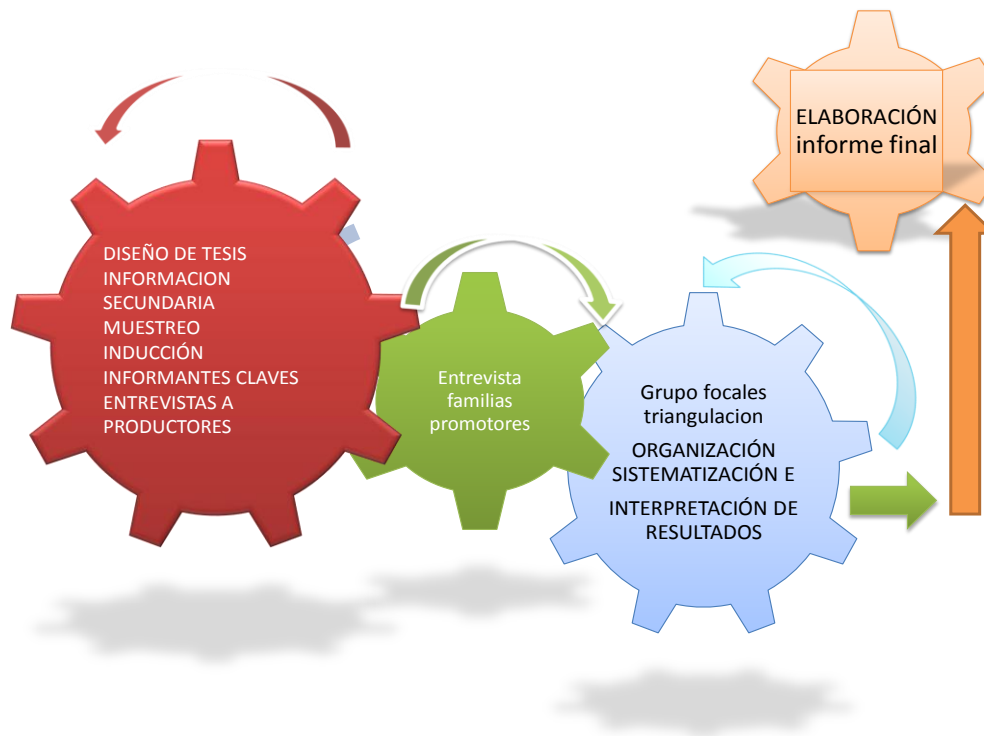 DISEÑO DE TESIS
INFORMACION
SECUNDARIA
MUESTREO
INDUCCIÓN
INFORMANTES CLAVES
ENTREVISTAS A
PRODUCTORES
Entrevista
familias
promotores
Grupo focales
triangulacion
ORGANIZACIÓN
SISTEMATIZACIÓN E
INTERPRETACIÓN DE
RESULTADOS
ELABORACIÓN
informe final